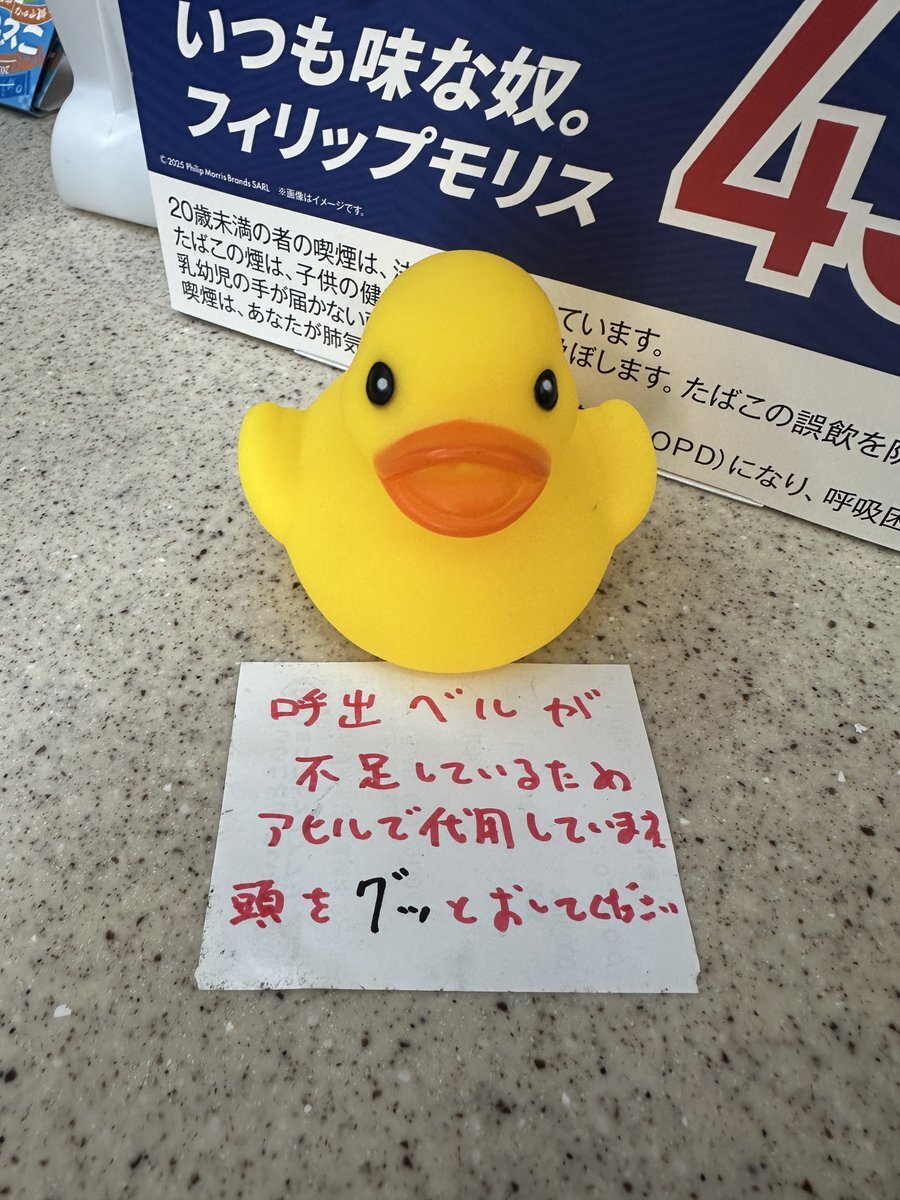 いつも味な奴。
フィリップモリス
© 2025 Philip Morris Brands SARL ※画像はイメージです。
20歳未満の者の喫煙は、
たばこの煙は、子供の健 ています。
乳幼児の手が届かない ぼします。たばこの誤飲を
喫煙は、あなたが肺気 OPD)になり、呼吸困
呼出ベルが
不足しているため
アヒルで代用しています
頭をグッとおしてください